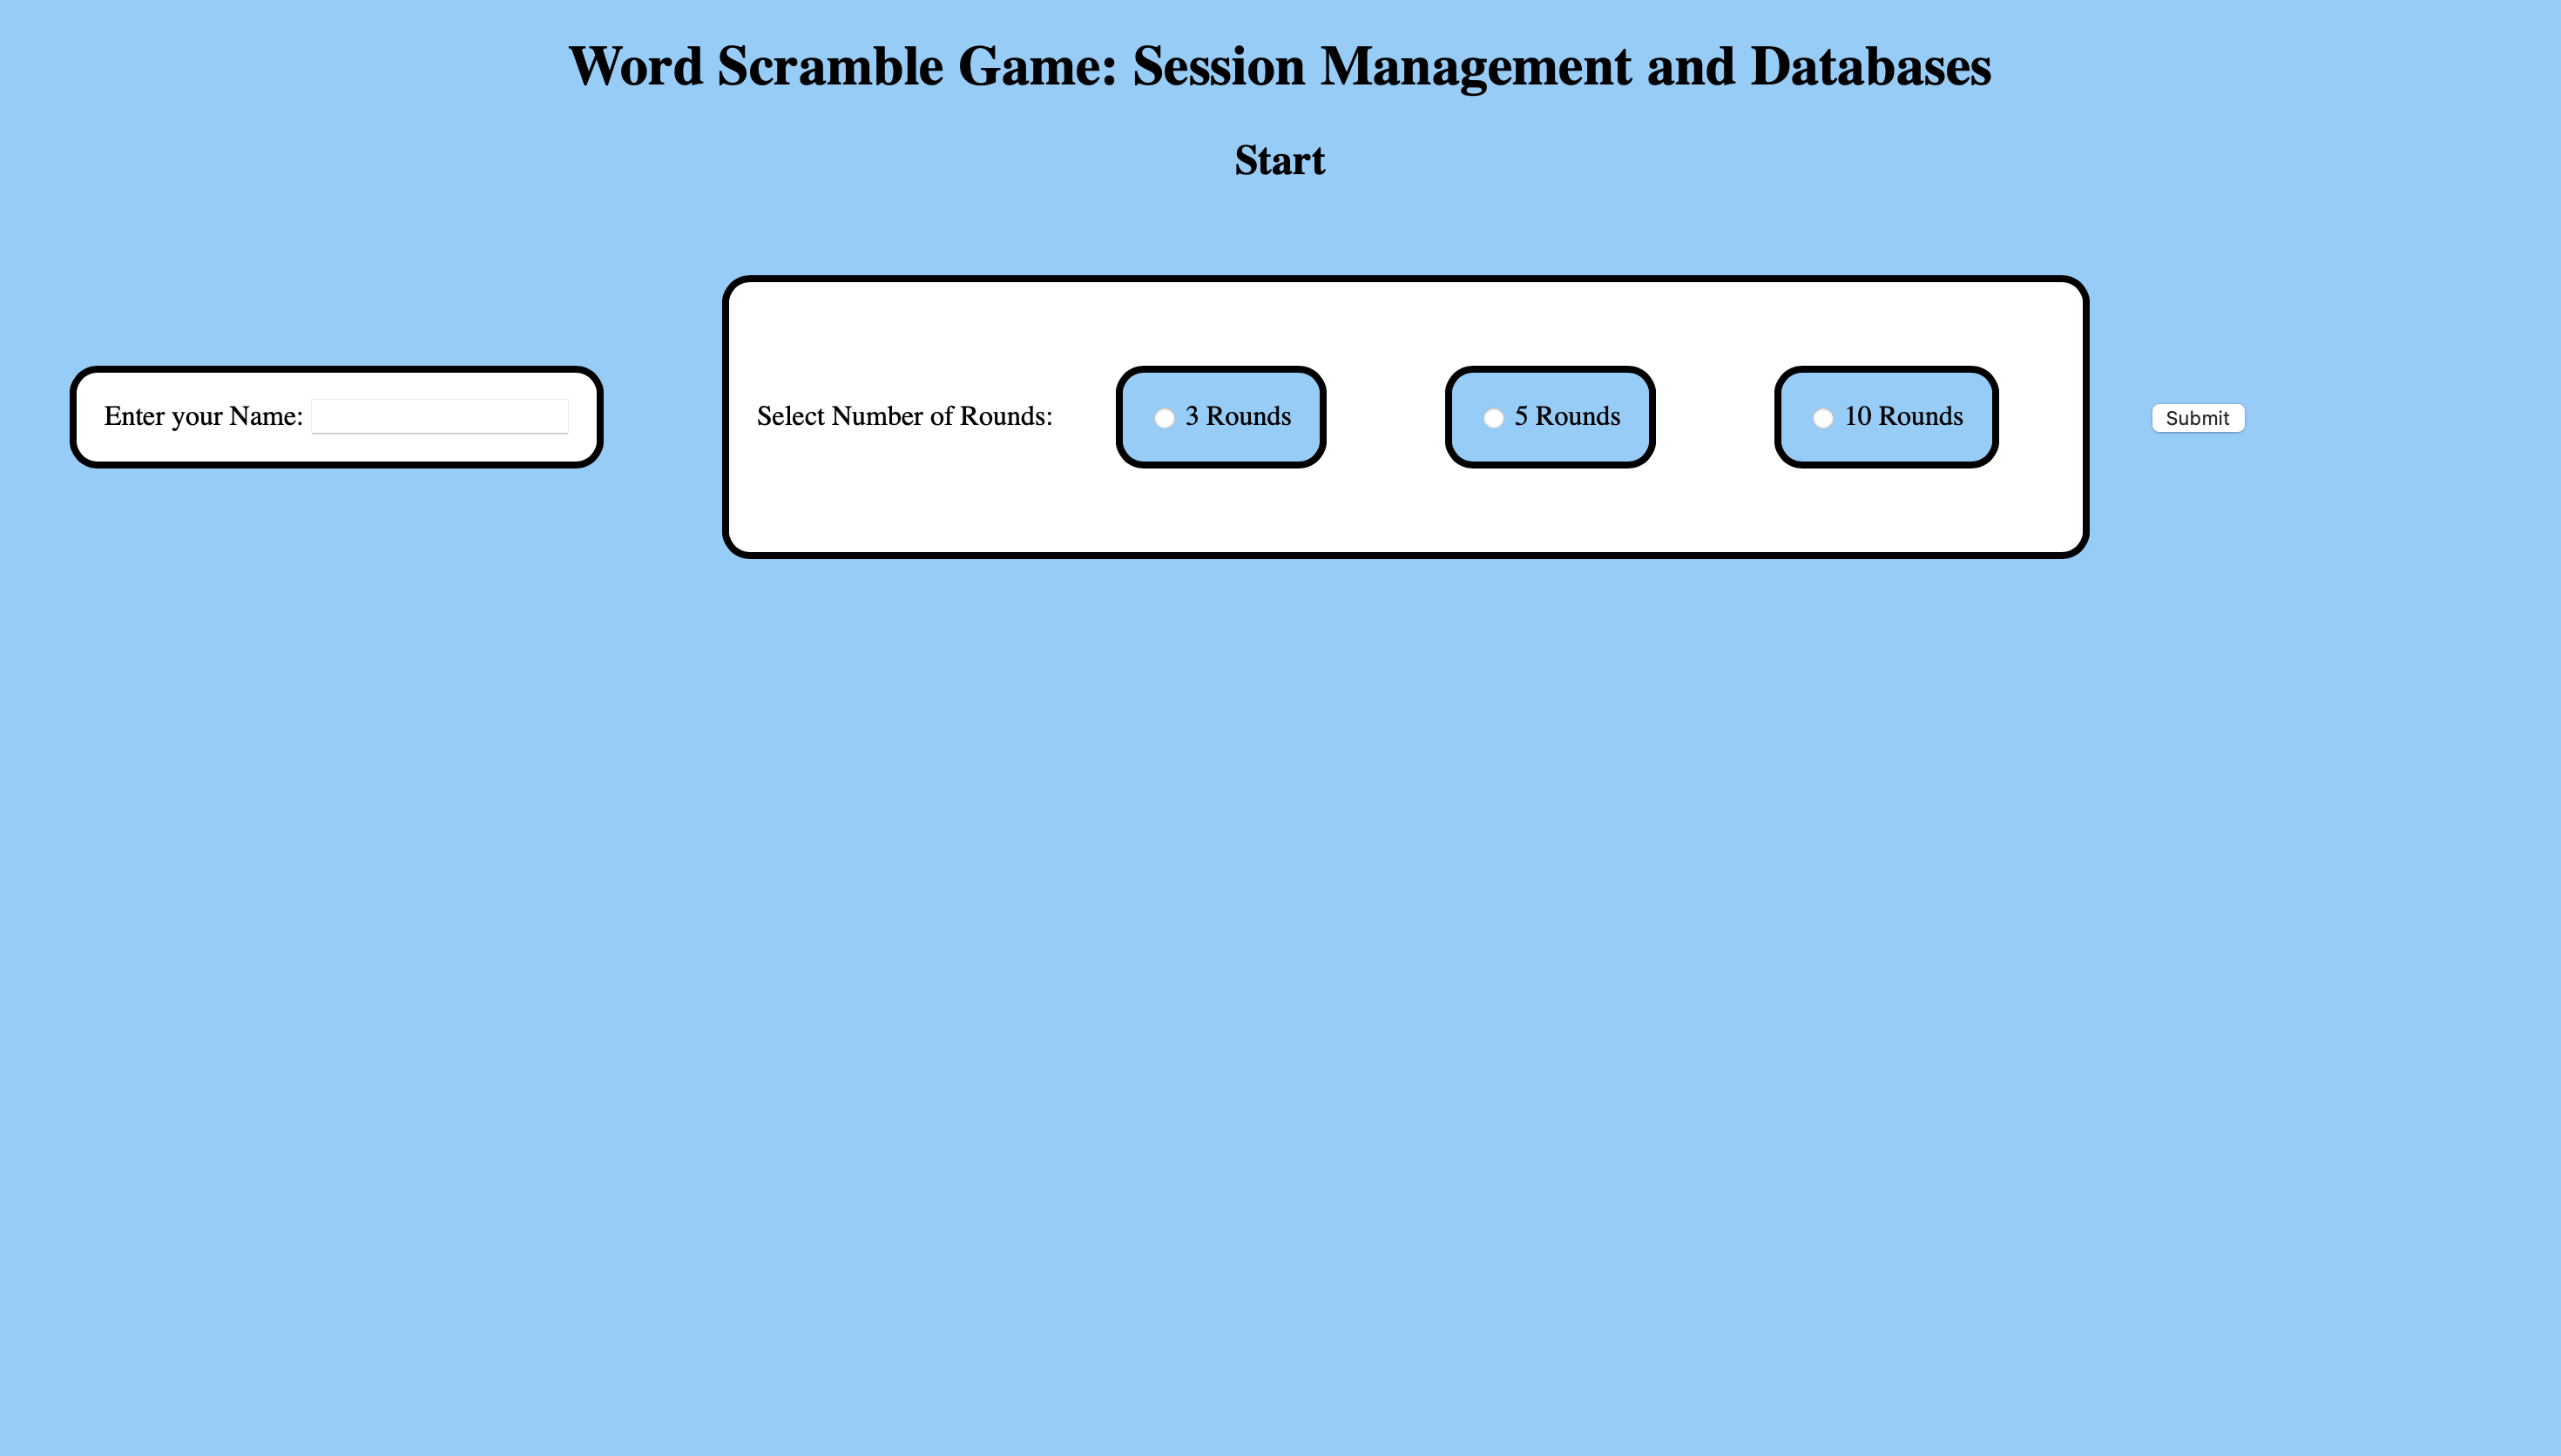 Word Scramble Game: Session Management and Databases
Start
Enter your Name:
Select Number of Rounds:
3 Rounds
5 Rounds
10 Rounds
Submit